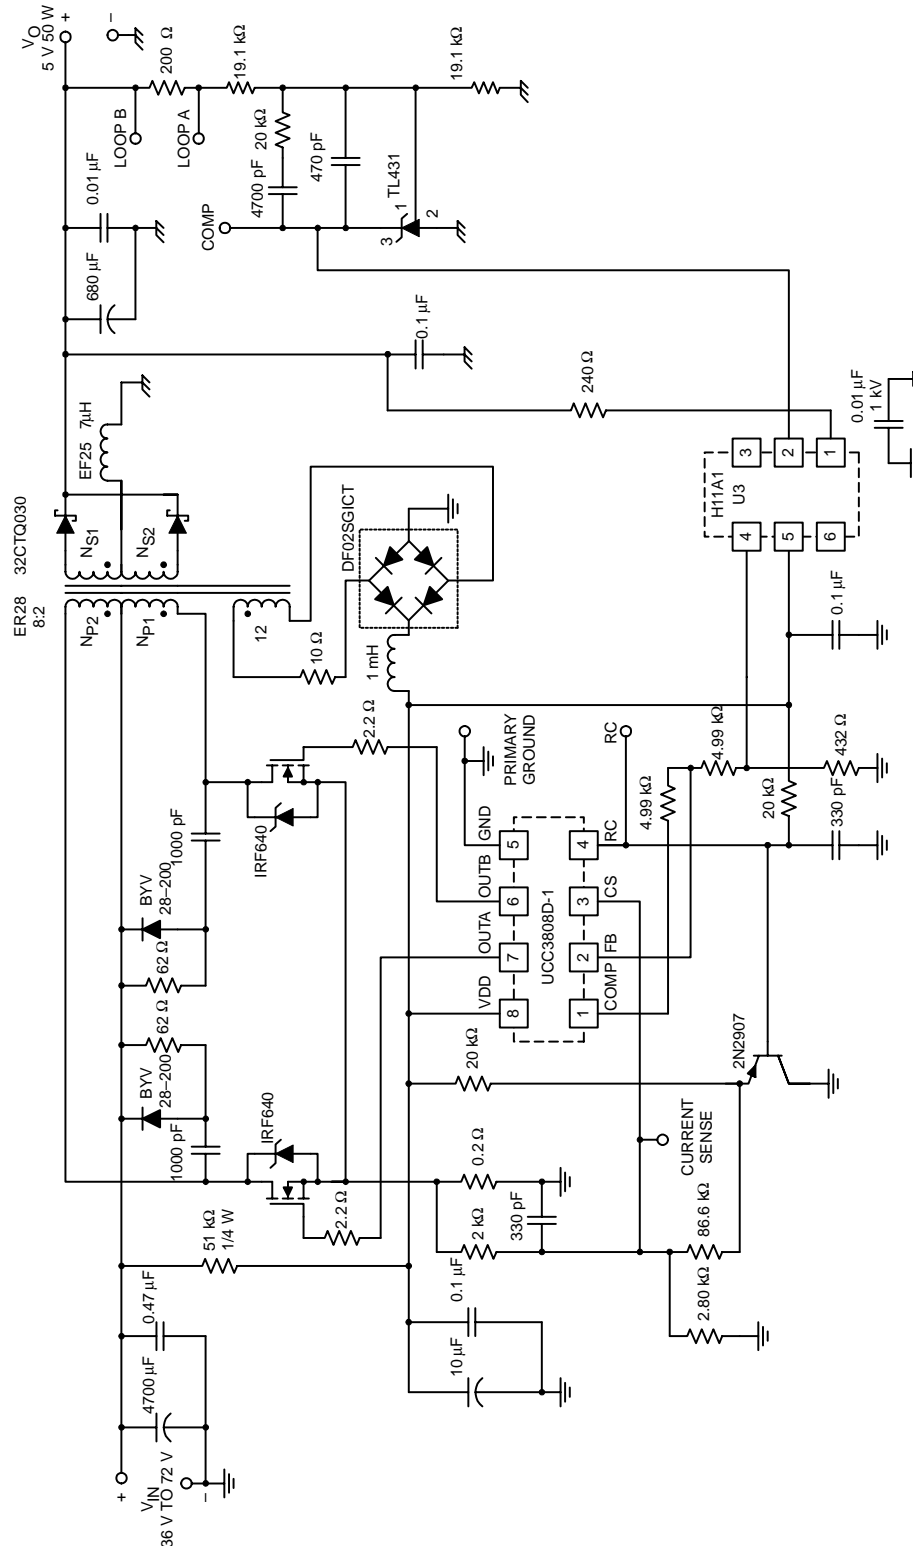 V_O
5 V 50 W
+
–
LOOP B
200 Ω
LOOP A
19.1 kΩ
19.1 kΩ
0.01 µF
680 µF
COMP
4700 pF
20 kΩ
470 pF
TL431
1
2
3
ER28
8:2
32CTQ030
EF25
7µH
N_S1
N_S2
N_P2
N_P1
12
0.1 µF
240 Ω
DF02SGICT
10 Ω
1 mH
H11A1
U3
1
2
3
4
5
6
0.01 µF
1 kV
0.1 µF
BYV
28–200
62 Ω
1000 pF
IRF640
2.2 Ω
62 Ω
BYV
28–200
1000 pF
IRF640
2.2 Ω
PRIMARY
GROUND
RC
VDD
OUTA
OUTB
GND
8
7
6
5
UCC3808D-1
1
2
3
4
COMP
FB
CS
RC
4.99 kΩ
4.99 kΩ
432 Ω
20 kΩ
330 pF
20 kΩ
2N2907
CURRENT
SENSE
51 kΩ
1/4 W
0.2 Ω
2 kΩ
330 pF
86.6 kΩ
2.80 kΩ
0.1 µF
10 µF
0.47 µF
4700 µF
+
V_IN
36 V TO 72 V
–